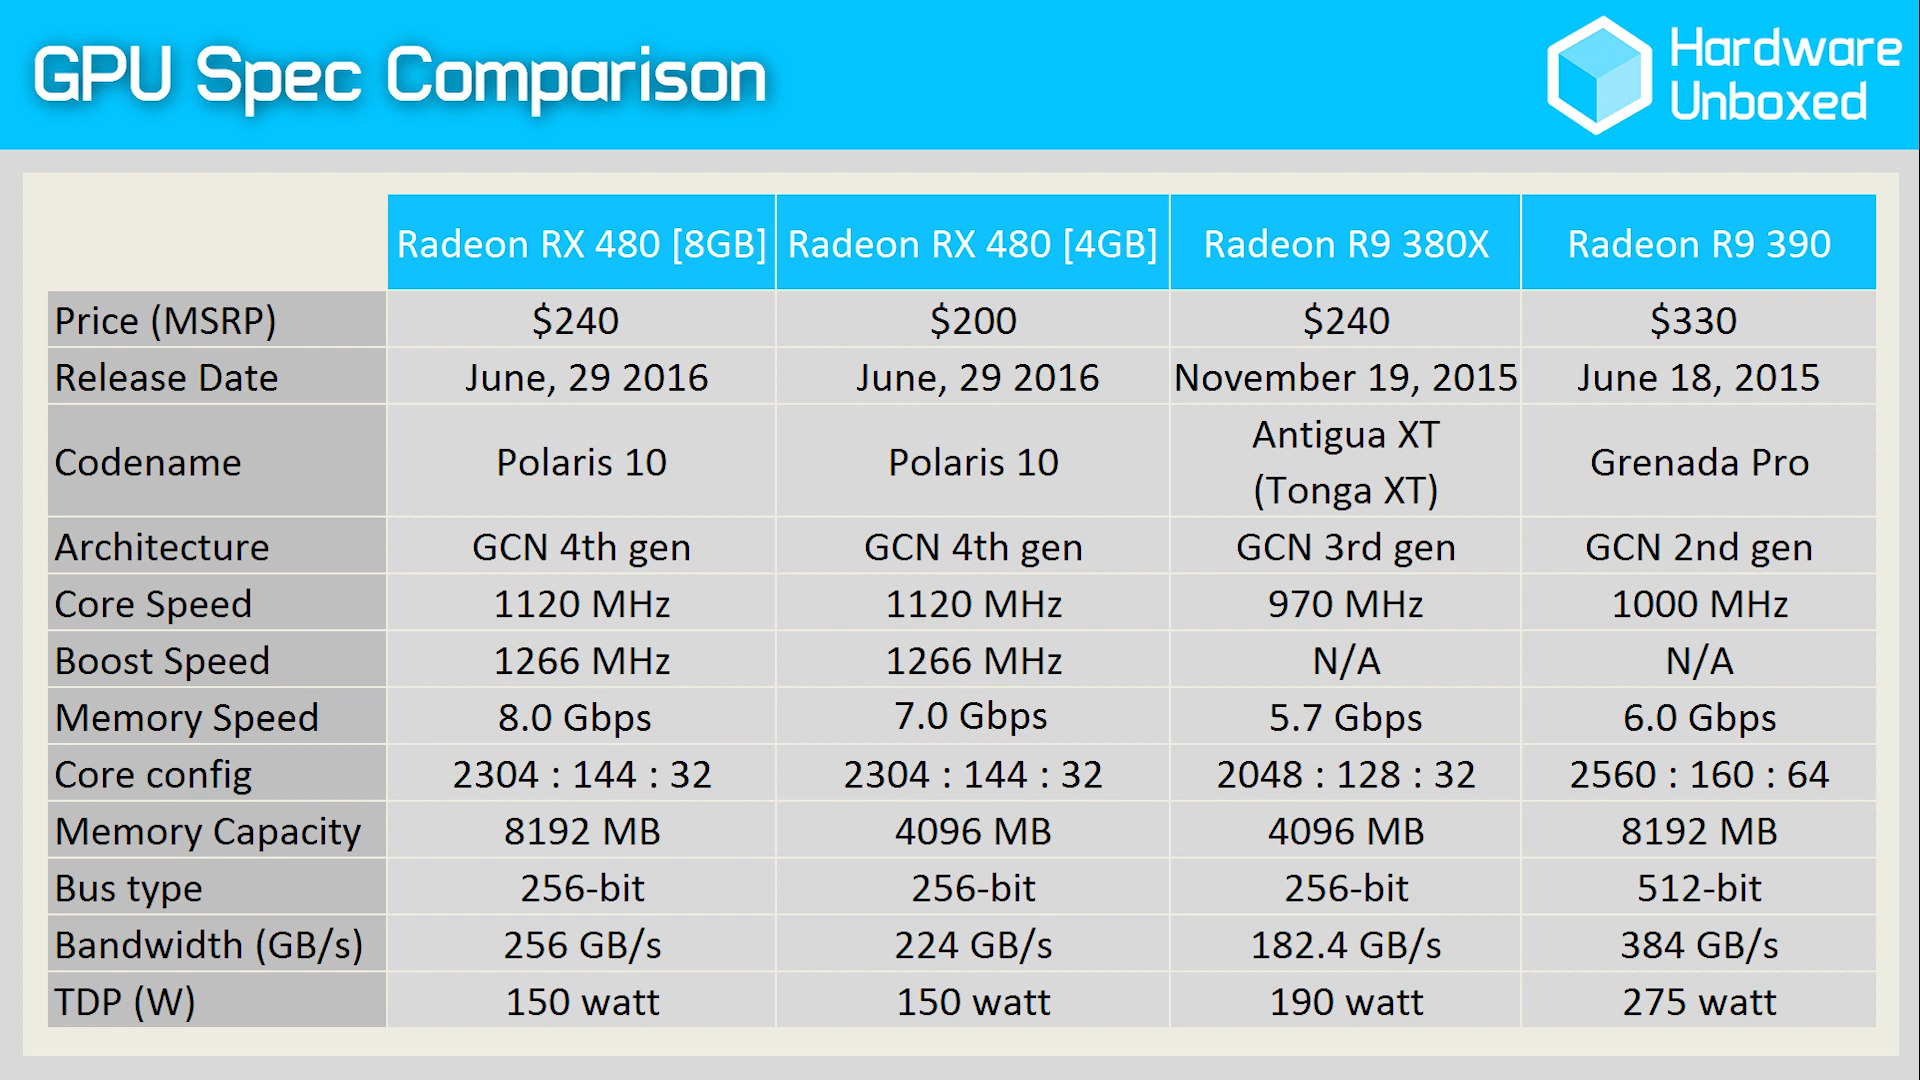 GPU Spec Comparison
Hardware
Unboxed
Radeon RX 480 [8GB] Radeon RX 480 [4GB] Radeon R9 380X Radeon R9 390
Price (MSRP) $240 $200 $240 $330
Release Date June, 29 2016 June, 29 2016 November 19, 2015 June 18, 2015
Codename Polaris 10 Polaris 10 Antigua XT
(Tonga XT) Grenada Pro
Architecture GCN 4th gen GCN 4th gen GCN 3rd gen GCN 2nd gen
Core Speed 1120 MHz 1120 MHz 970 MHz 1000 MHz
Boost Speed 1266 MHz 1266 MHz N/A N/A
Memory Speed 8.0 Gbps 7.0 Gbps 5.7 Gbps 6.0 Gbps
Core config 2304 : 144 : 32 2304 : 144 : 32 2048 : 128 : 32 2560 : 160 : 64
Memory Capacity 8192 MB 4096 MB 4096 MB 8192 MB
Bus type 256-bit 256-bit 256-bit 512-bit
Bandwidth (GB/s) 256 GB/s 224 GB/s 182.4 GB/s 384 GB/s
TDP (W) 150 watt 150 watt 190 watt 275 watt